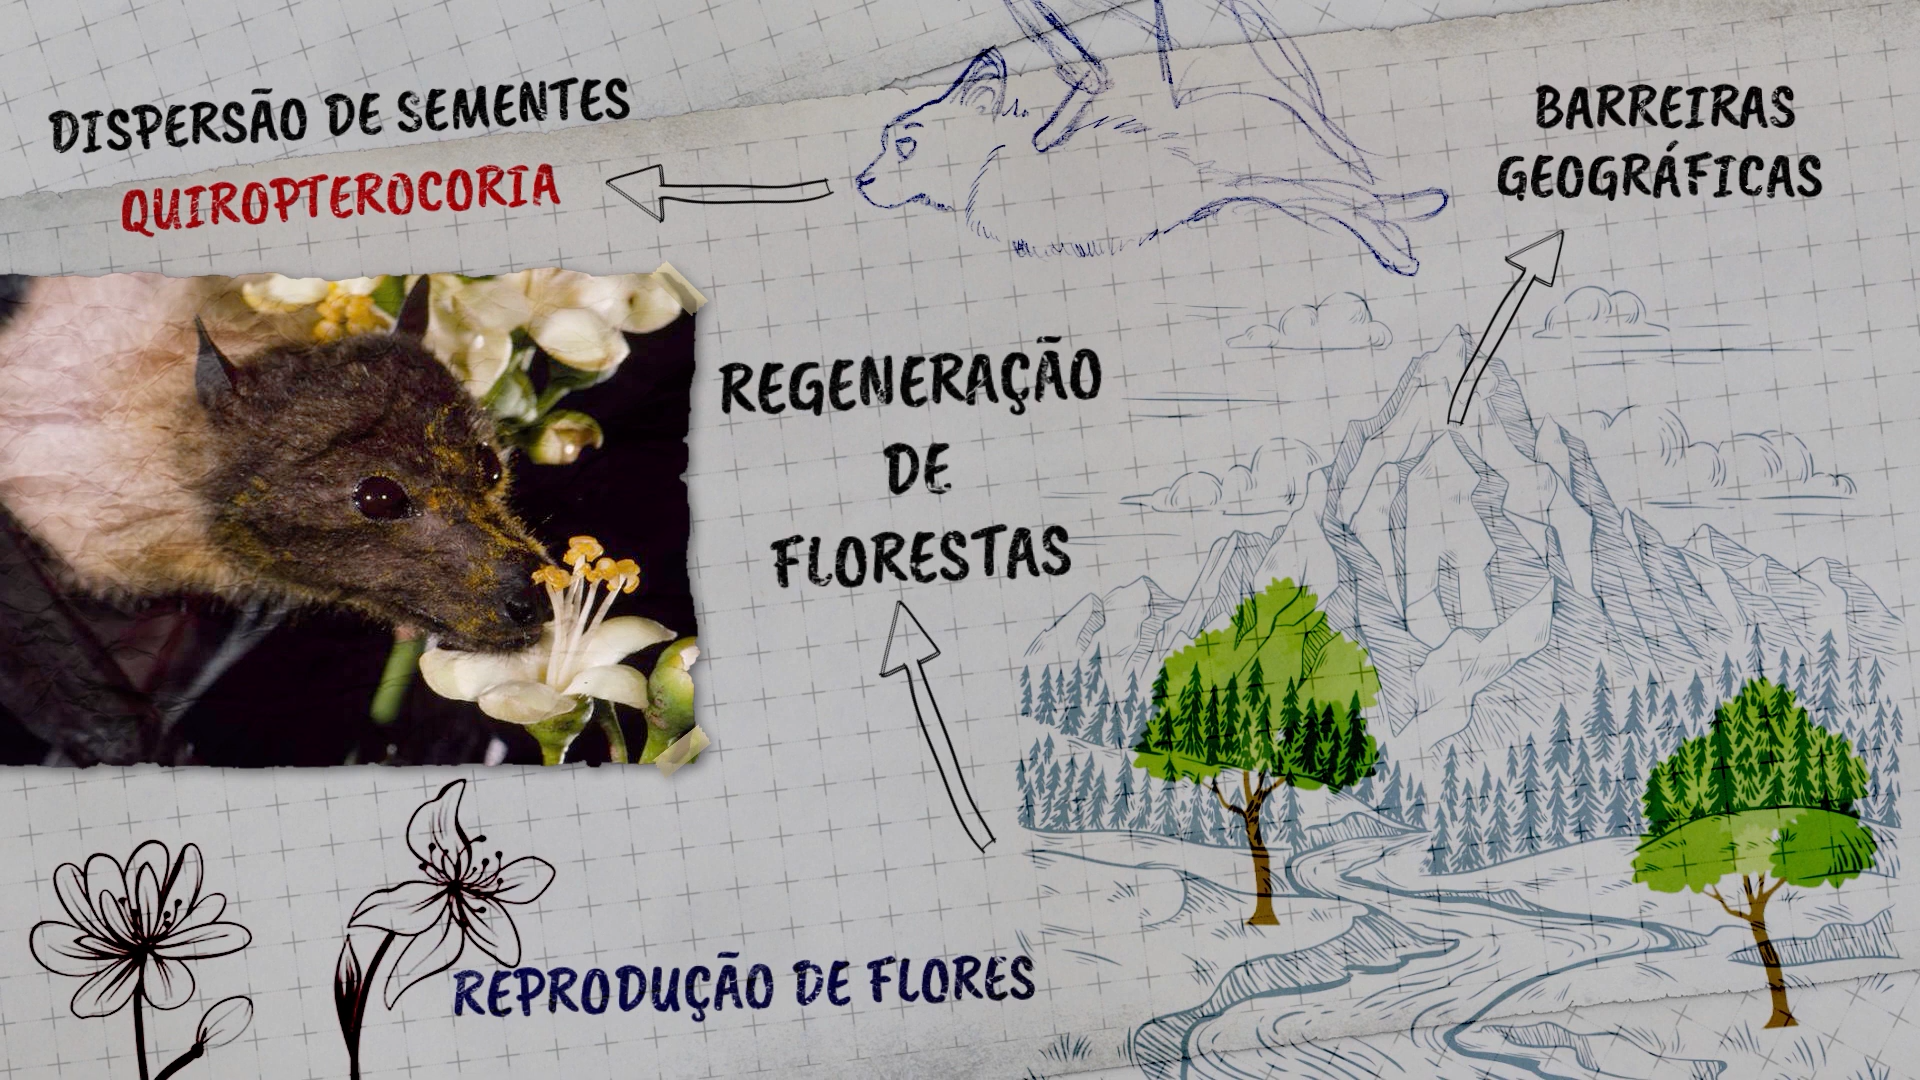 DISPERSÃO DE SEMENTES
QUIROPTEROCORIA
BARREIRAS
GEOGRÁFICAS
REGENERAÇÃO
DE
FLORESTAS
REPRODUÇÃO DE FLORES